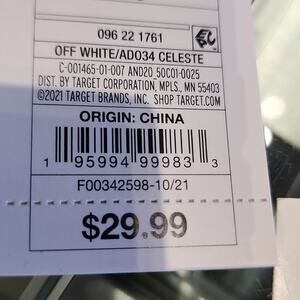 096 22 1761
OFF WHITE/AD034 CELESTE
C-001465-01-007 AND20_50C01-0025
DIST. BY TARGET CORPORATION, MPLS., MN 55403
©2021 TARGET BRANDS, INC. SHOP TARGET.COM
ORIGIN: CHINA
1 95994 99983 3
F00342598-10/21
$29.99